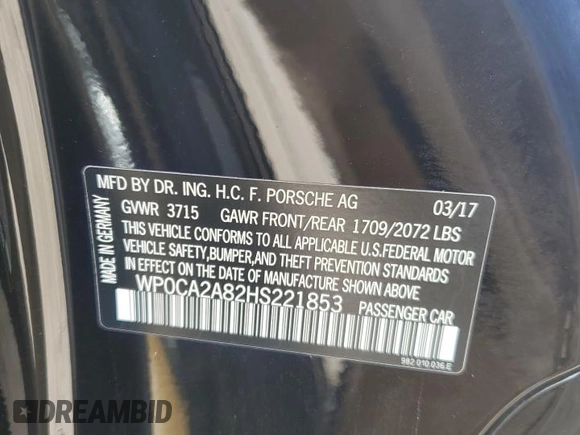 MFD BY DR. ING. H.C. F. PORSCHE AG 03/17
GVWR 3715 GAWR FRONT/REAR 1709/2072 LBS
THIS VEHICLE CONFORMS TO ALL APPLICABLE U.S.FEDERAL MOTOR
VEHICLE SAFETY,BUMPER,AND THEFT PREVENTION STANDARDS
IN EFFECT ON THE DATE OF MANUFACTURE SHOWN ABOVE
WP0CA2A82HS221853 PASSENGER CAR
MADE IN GERMANY
982 010 036 E
DREAMBID